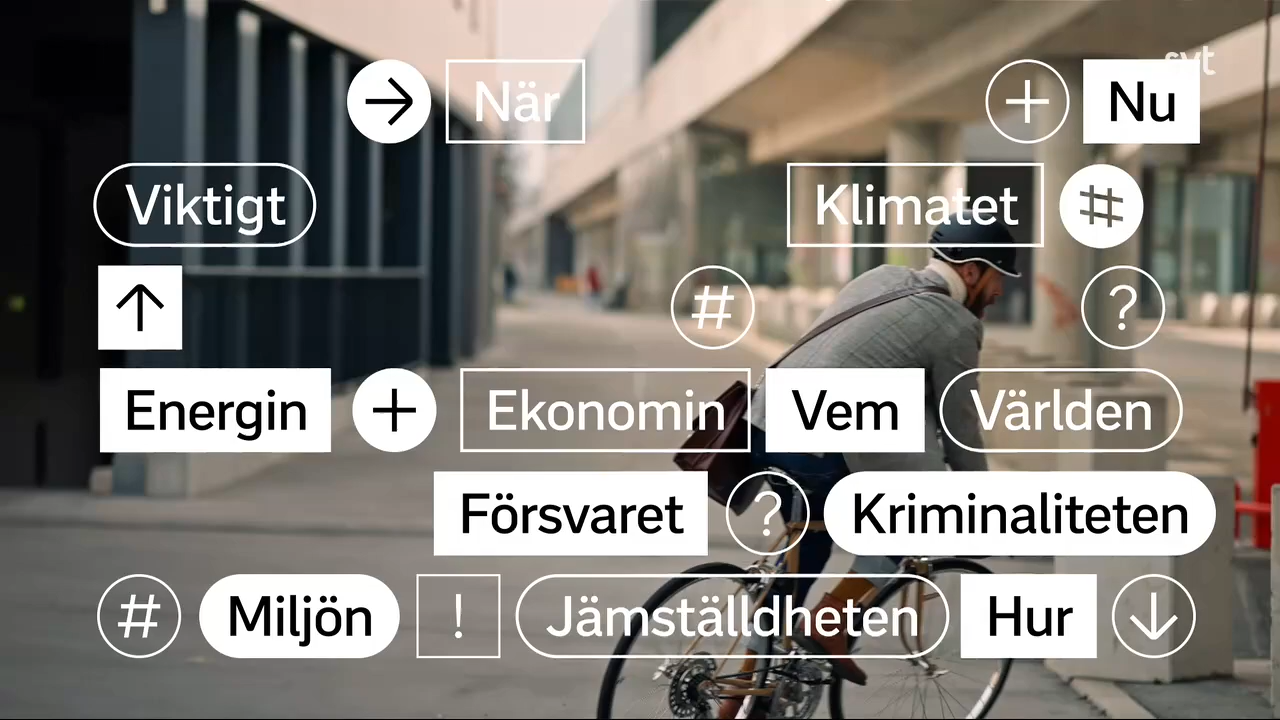 svt
→ När + Nu
Viktigt Klimatet #
↑ # ?
Energin + Ekonomin Vem Världen
Försvaret ? Kriminaliteten
# Miljön ! Jämställdheten Hur ↓